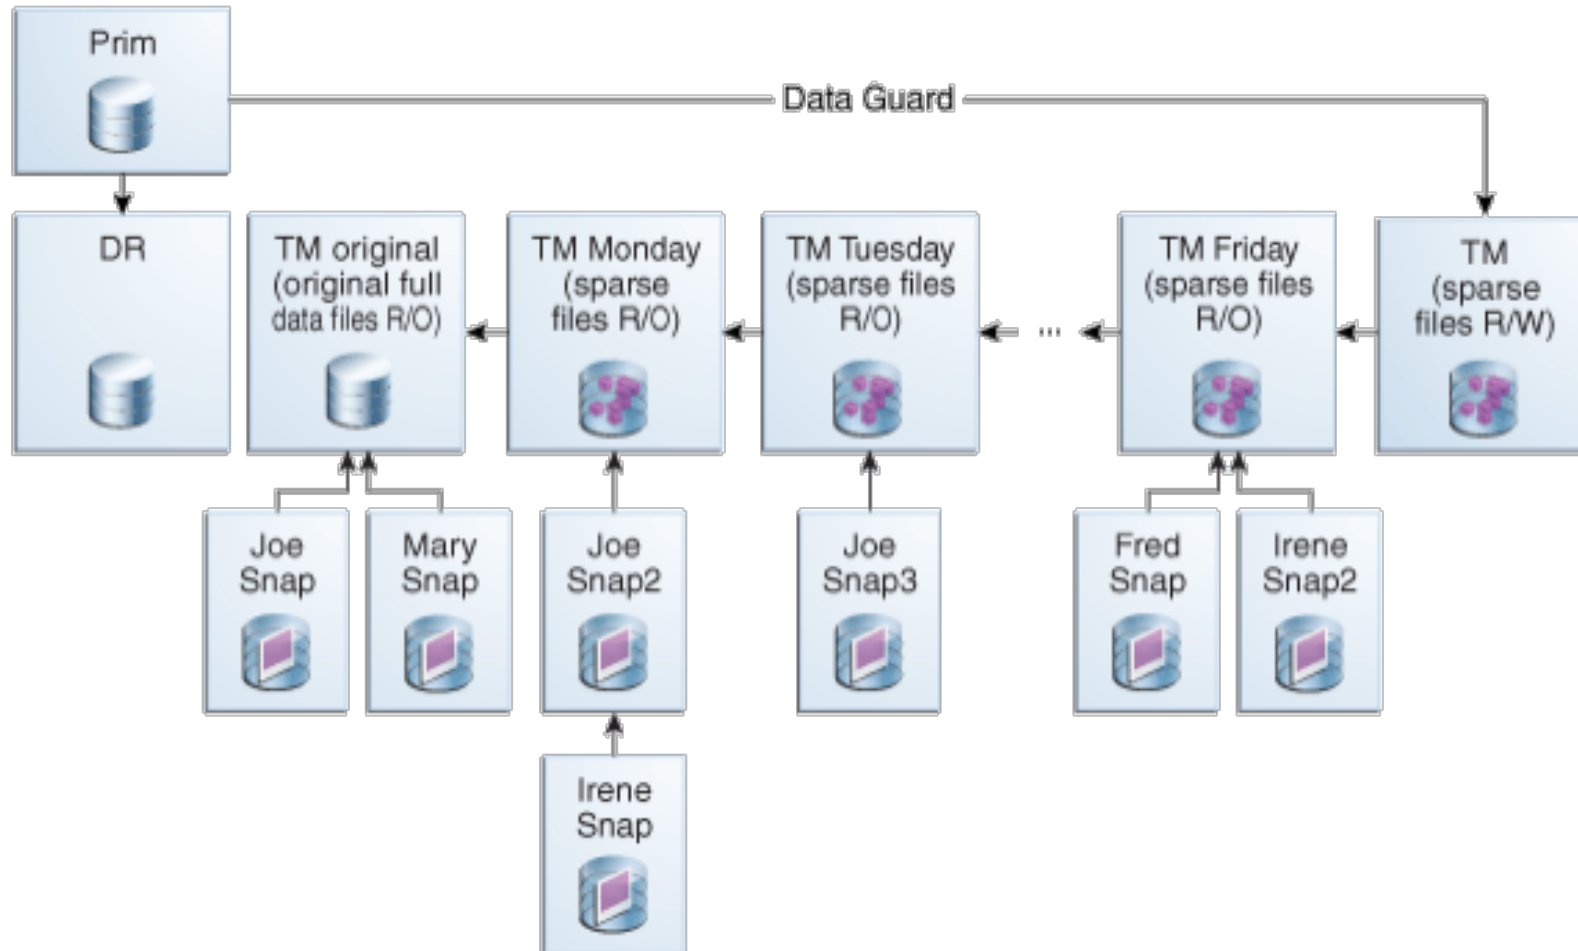 Prim
Data Guard
DR
TM original
(original full
data files R/O)
TM Monday
(sparse
files R/O)
TM Tuesday
(sparse files
R/O)
...
TM Friday
(sparse files
R/O)
TM
(sparse
files R/W)
Joe
Snap
Mary
Snap
Joe
Snap2
Joe
Snap3
Fred
Snap
Irene
Snap2
Irene
Snap